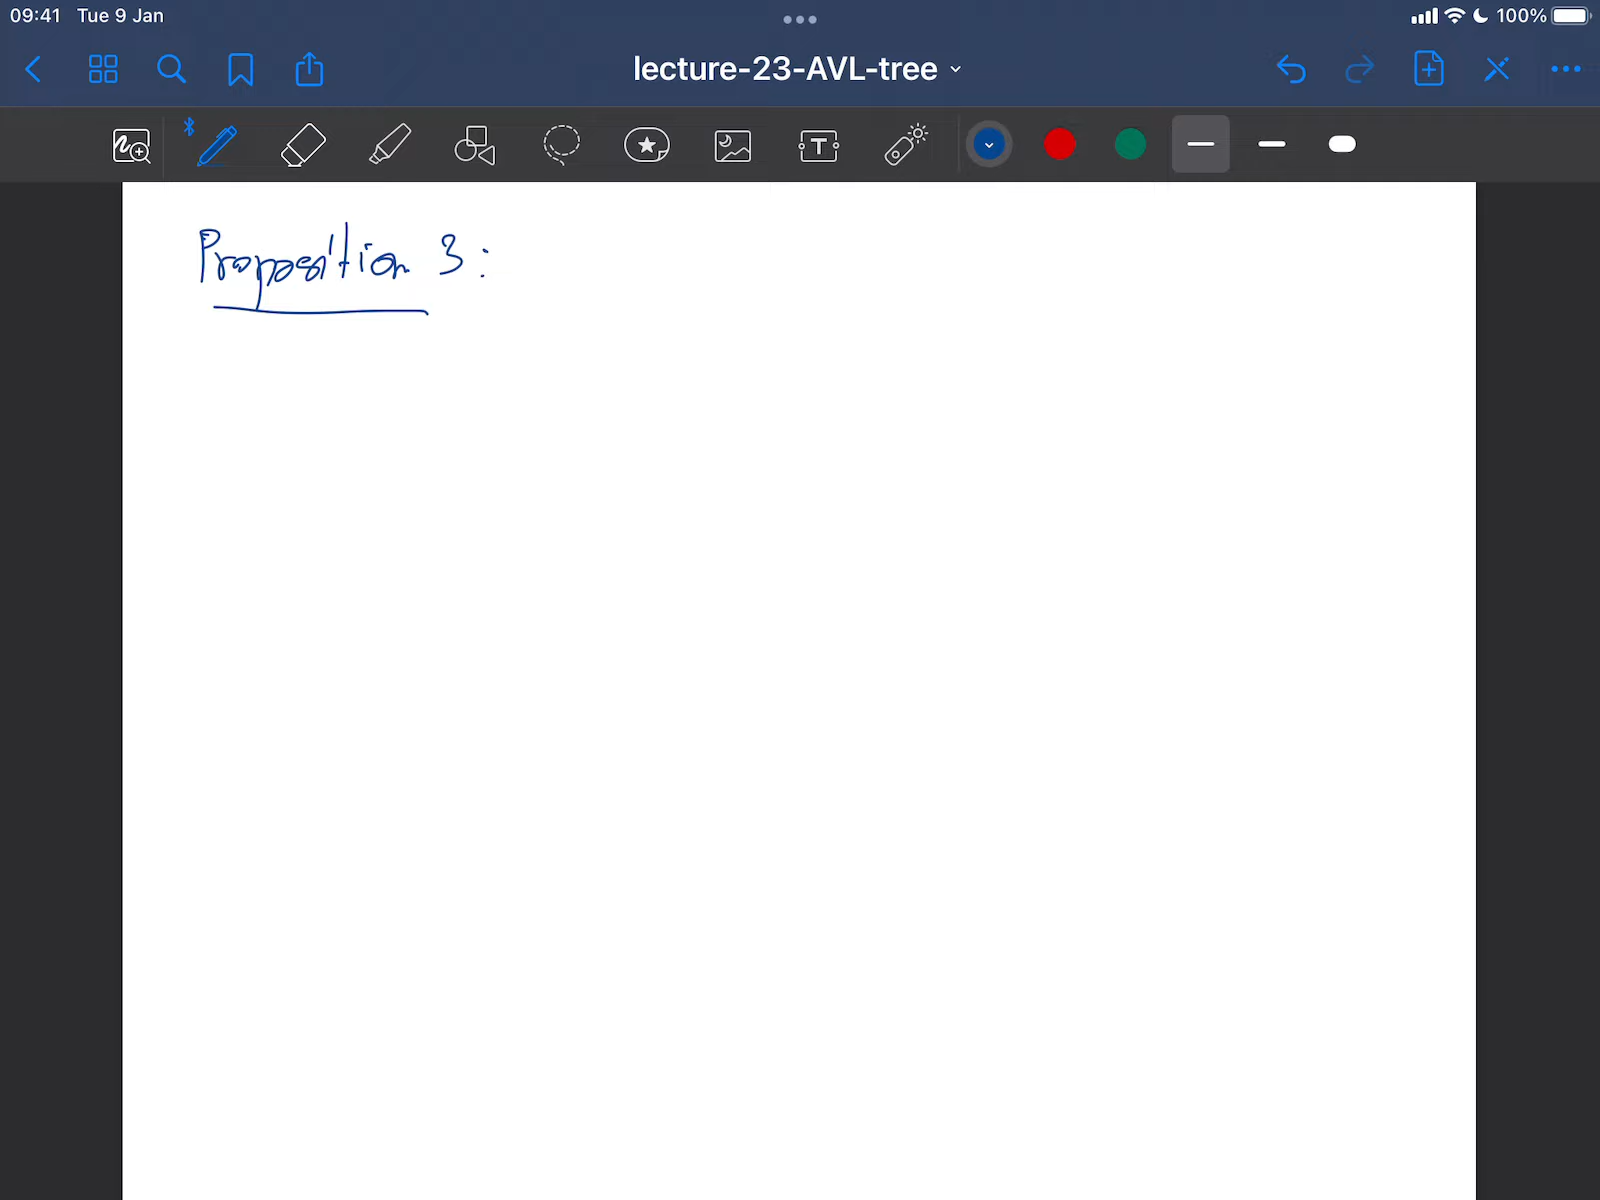 09:41 Tue 9 Jan
100%
lecture-23-AVL-tree
T
Proposition 3: